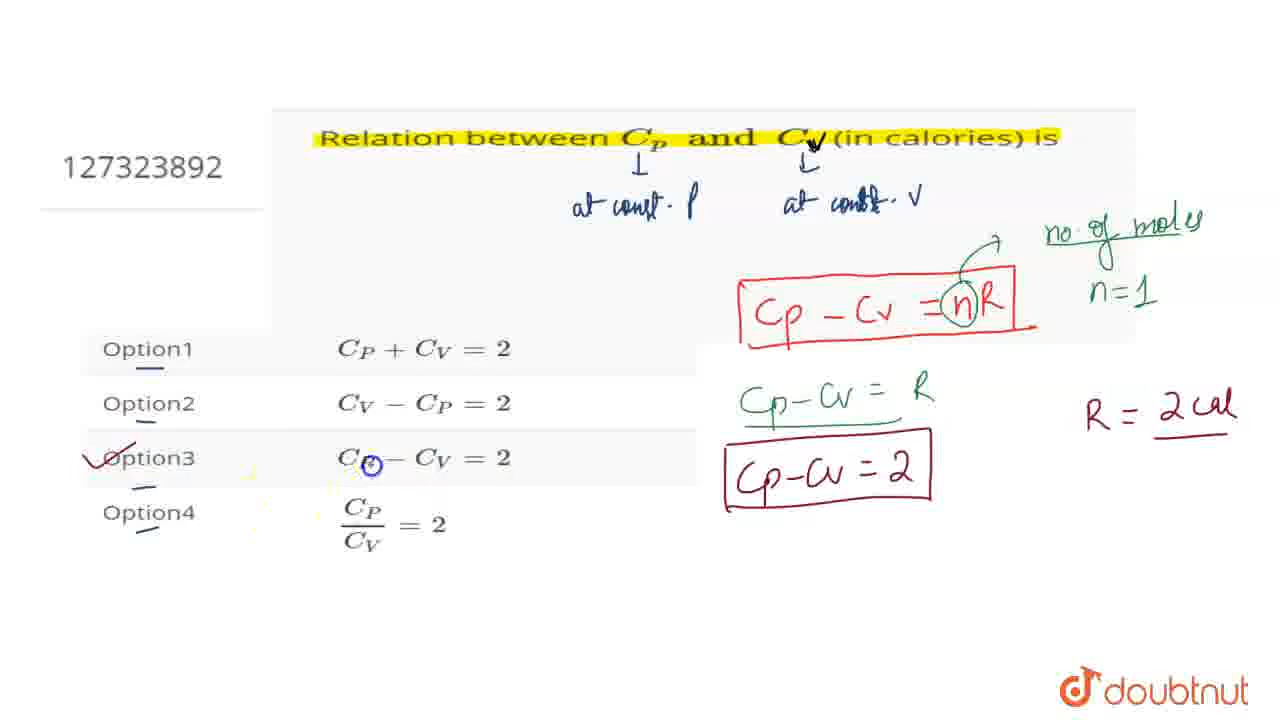 Relation between Cp and CV (in calories) is
127323892
at const. P
at const. V
no. of moles
n = 1
Cp - Cv = nR
Option1 CP + CV = 2
Cp - Cv = R
Option2 CV − CP = 2
R = 2 cal
Option3 CP − CV = 2
Cp - Cv = 2
Option4 CP/CV = 2
doubtnut